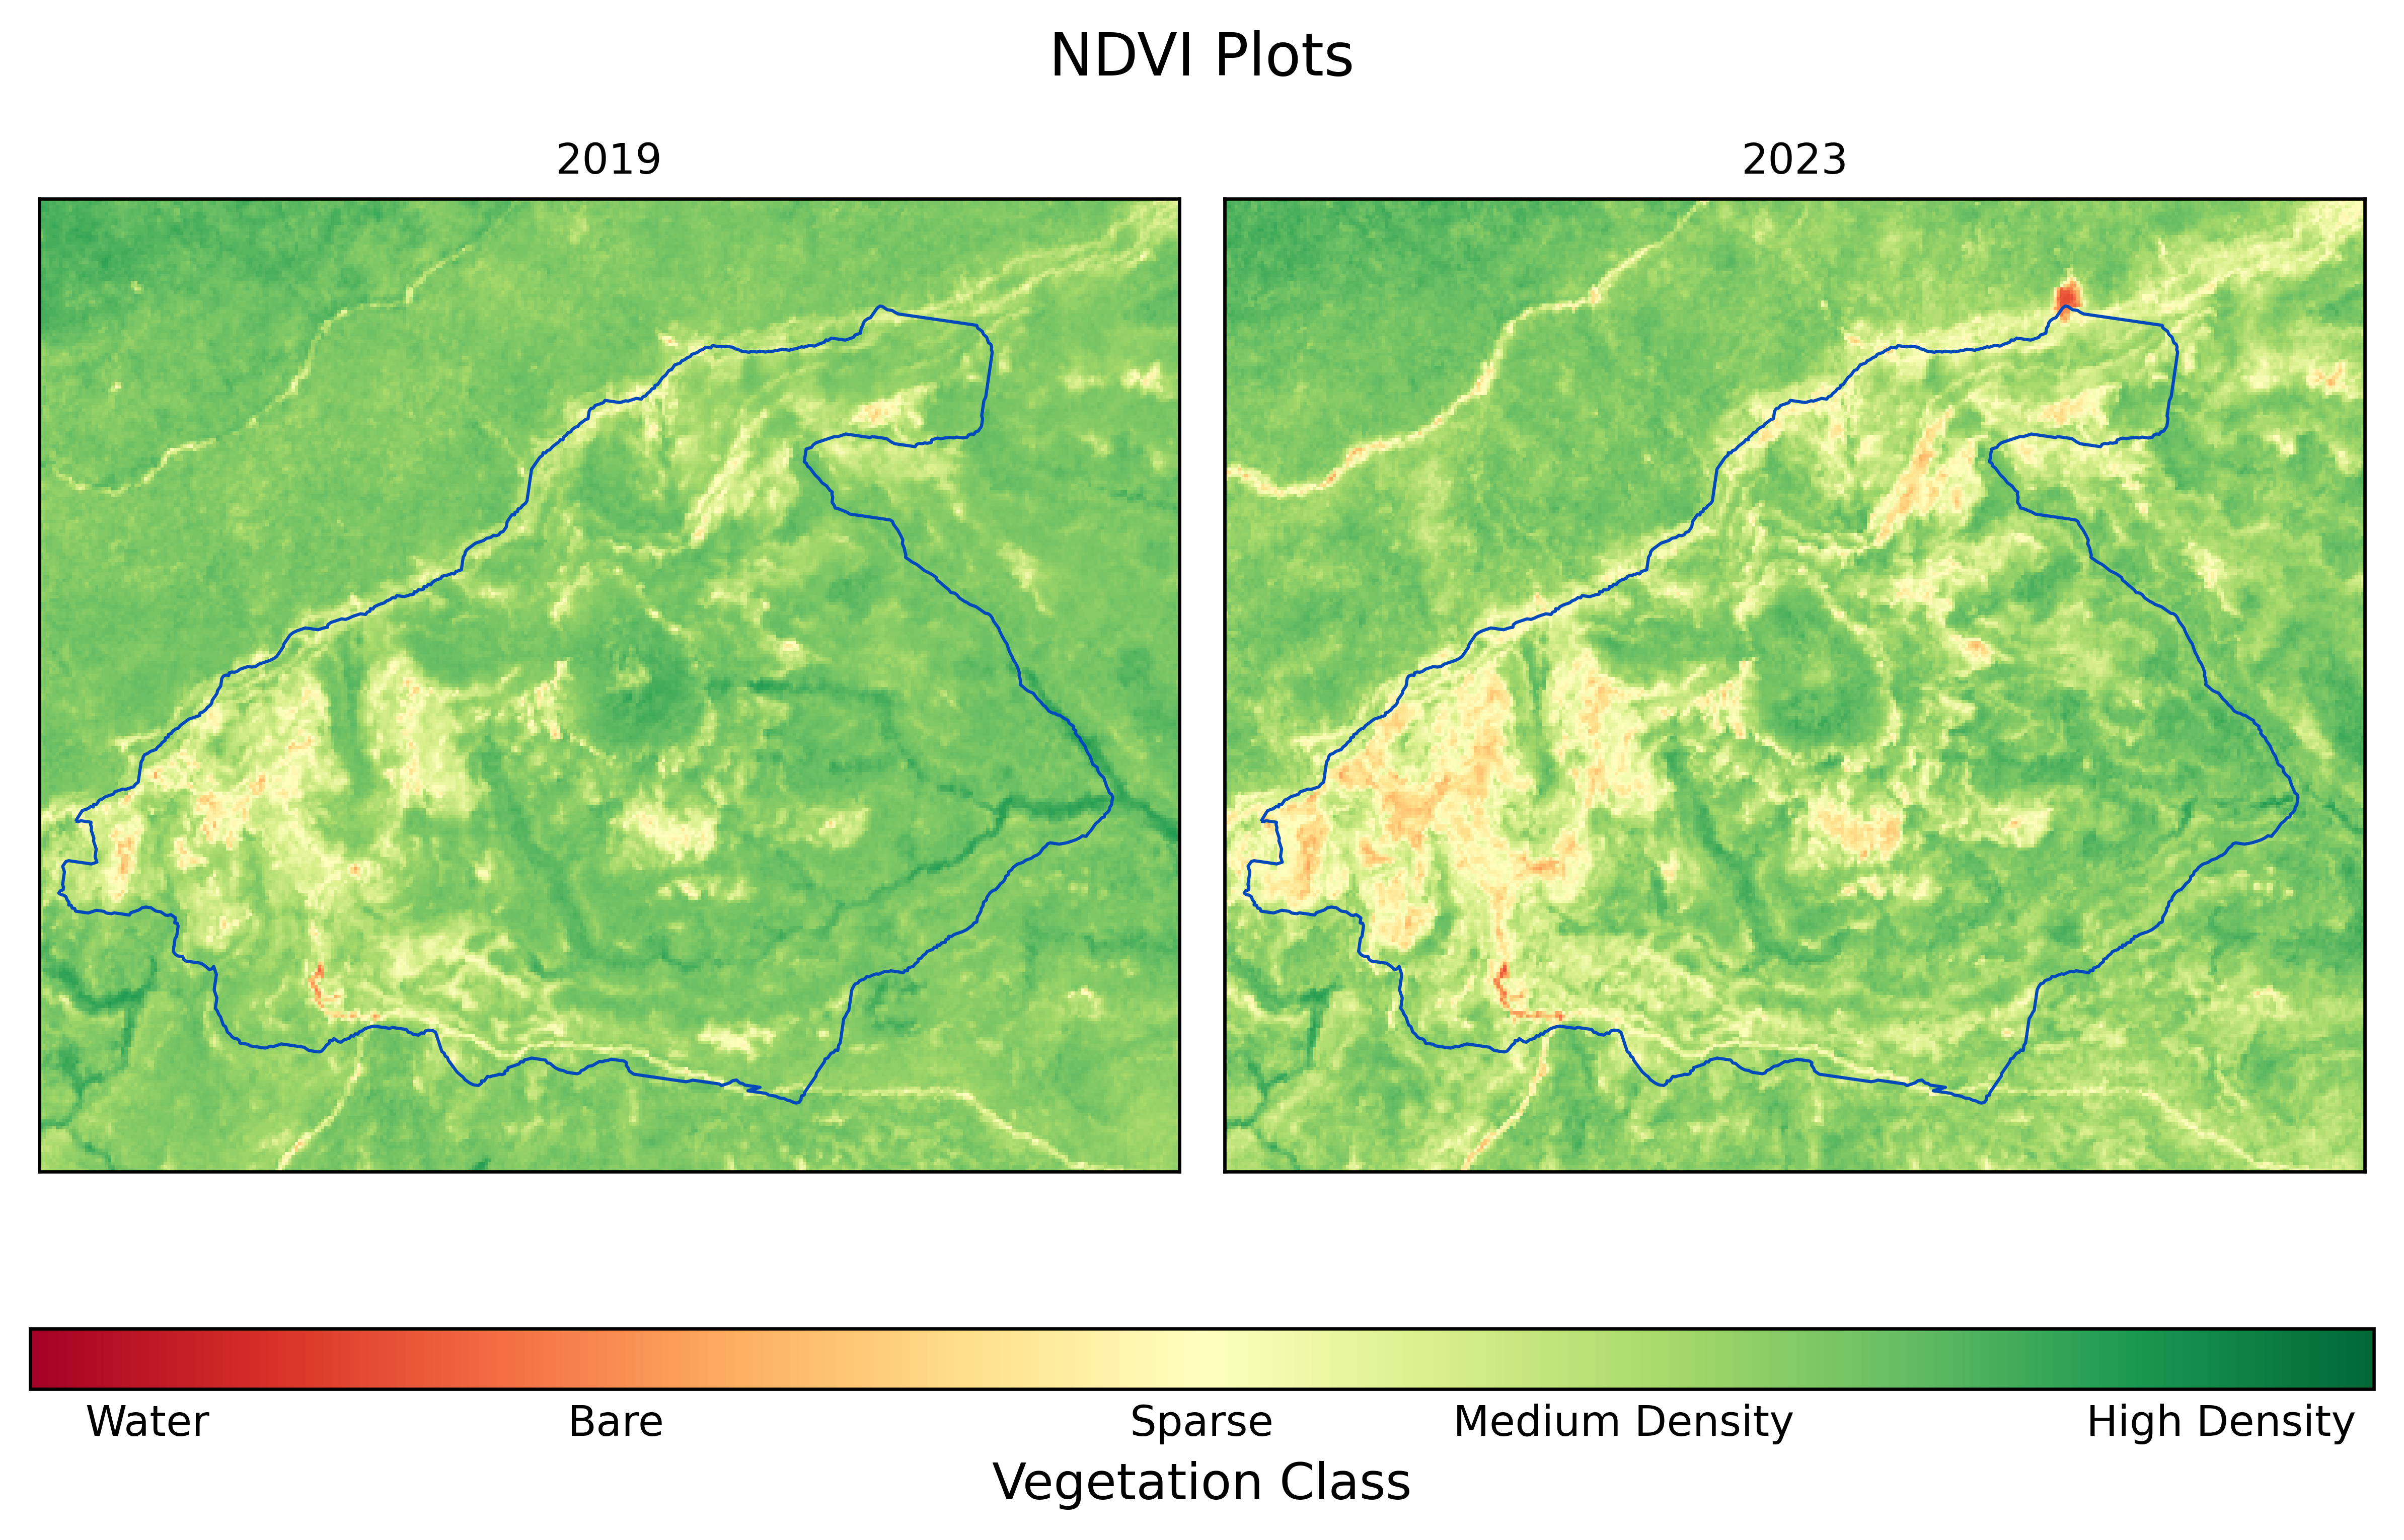 NDVI Plots
2019
2023
Water
Bare
Sparse
Medium Density
High Density
Vegetation Class